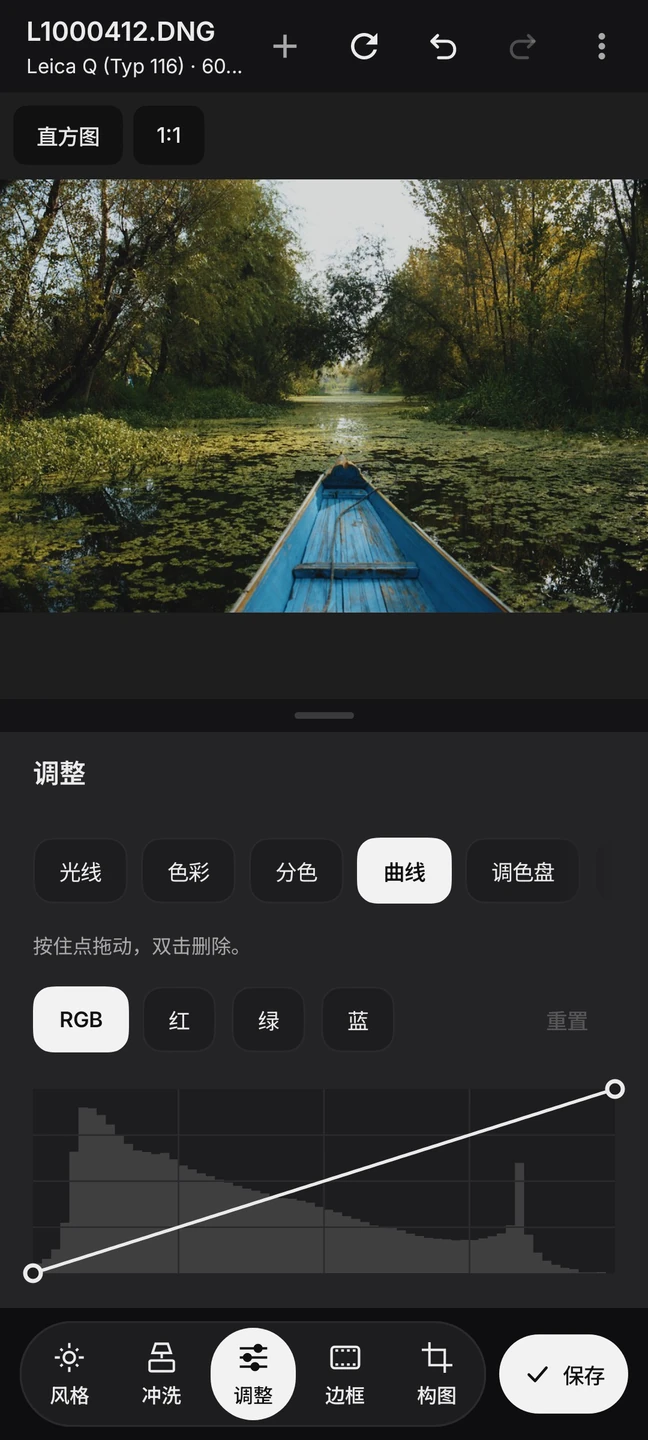 L1000412.DNG
Leica Q (Typ 116) · 60...
直方图
1:1
调整
光线
色彩
分色
曲线
调色盘
按住点拖动，双击删除。
RGB
红
绿
蓝
重置
风格
冲洗
调整
边框
构图
保存